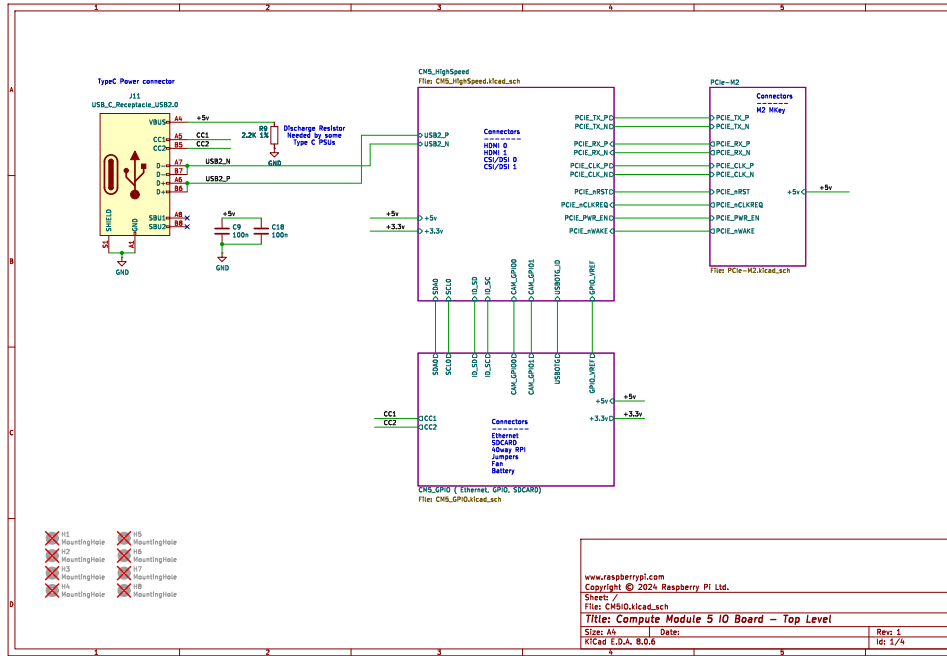 1 2 3 4 5
A
B
C
D
TypeC Power connector
J11
USB_C_Receptacle_USB2.0
VBUS A4 +5v
CC1 A5 CC1
CC2 B5 CC2
D- A7 USB2_N
D- B7
D+ A6 USB2_P
D+ B6
SBU1 A8
SBU2 B8
SHIELD
GND
S1
A1
GND
R9
2.2K 1%
GND
Discharge Resistor
Needed by some
Type C PSUs
+5v
C9
100n
C18
100n
GND
CM5_HighSpeed
File: CM5_HighSpeed.kicad_sch
USB2_P
USB2_N
Connectors
--------
HDMI 0
HDMI 1
CSI/DSI 0
CSI/DSI 1
+5v +5v
+3.3v +3.3v
PCIE_TX_P
PCIE_TX_N
PCIE_RX_P
PCIE_RX_N
PCIE_CLK_P
PCIE_CLK_N
PCIE_nRST
PCIE_nCLKREQ
PCIE_PWR_EN
PCIE_nWAKE
SDA0
SCL0
ID_SD
ID_SC
CAM_GPIO0
CAM_GPIO1
USBOTG_ID
GPIO_VREF
PCIe-M2
Connectors
-------
M2 MKey
PCIE_TX_P
PCIE_TX_N
PCIE_RX_P
PCIE_RX_N
PCIE_CLK_P
PCIE_CLK_N
PCIE_nRST
PCIE_nCLKREQ
PCIE_PWR_EN
PCIE_nWAKE
+5v +5v
File: PCIe-M2.kicad_sch
SDA0
SCL0
ID_SD
ID_SC
CAM_GPIO0
CAM_GPIO1
USBOTG
GPIO_VREF
CC1 CC1
CC2 CC2
+5v +5v
+3.3v +3.3v
Connectors
--------
Ethernet
SDCARD
40way RPI
Jumpers
Fan
Battery
CM5_GPIO ( Ethernet, GPIO, SDCARD)
File: CM5_GPIO.kicad_sch
H1
MountingHole
H2
MountingHole
H3
MountingHole
H4
MountingHole
H5
MountingHole
H6
MountingHole
H7
MountingHole
H8
MountingHole
www.raspberrypi.com
Copyright © 2024 Raspberry Pi Ltd.
Sheet: /
File: CM5IO.kicad_sch
Title: Compute Module 5 IO Board - Top Level
Size: A4 Date: Rev: 1
KiCad E.D.A. 8.0.6 Id: 1/4
A
B
C
D
1 2 3 4 5